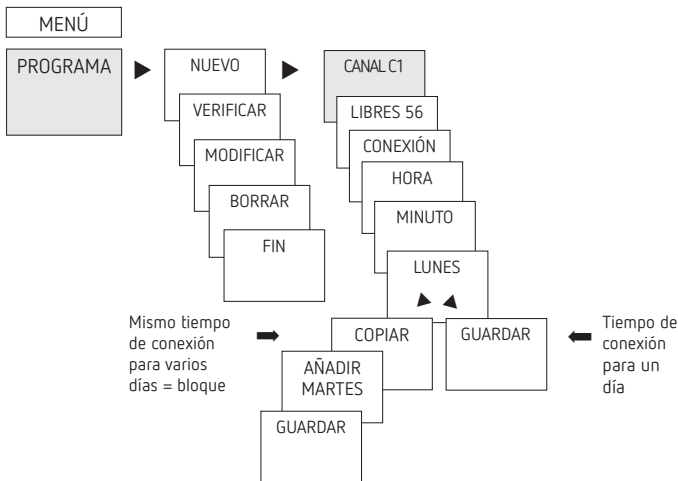 MENÚ
PROGRAMA
NUEVO
VERIFICAR
MODIFICAR
BORRAR
FIN
CANAL C1
LIBRES 56
CONEXIÓN
HORA
MINUTO
LUNES
COPIAR
GUARDAR
AÑADIR
MARTES
GUARDAR
Mismo tiempo
de conexión
para varios
días = bloque
Tiempo de
conexión
para un
día